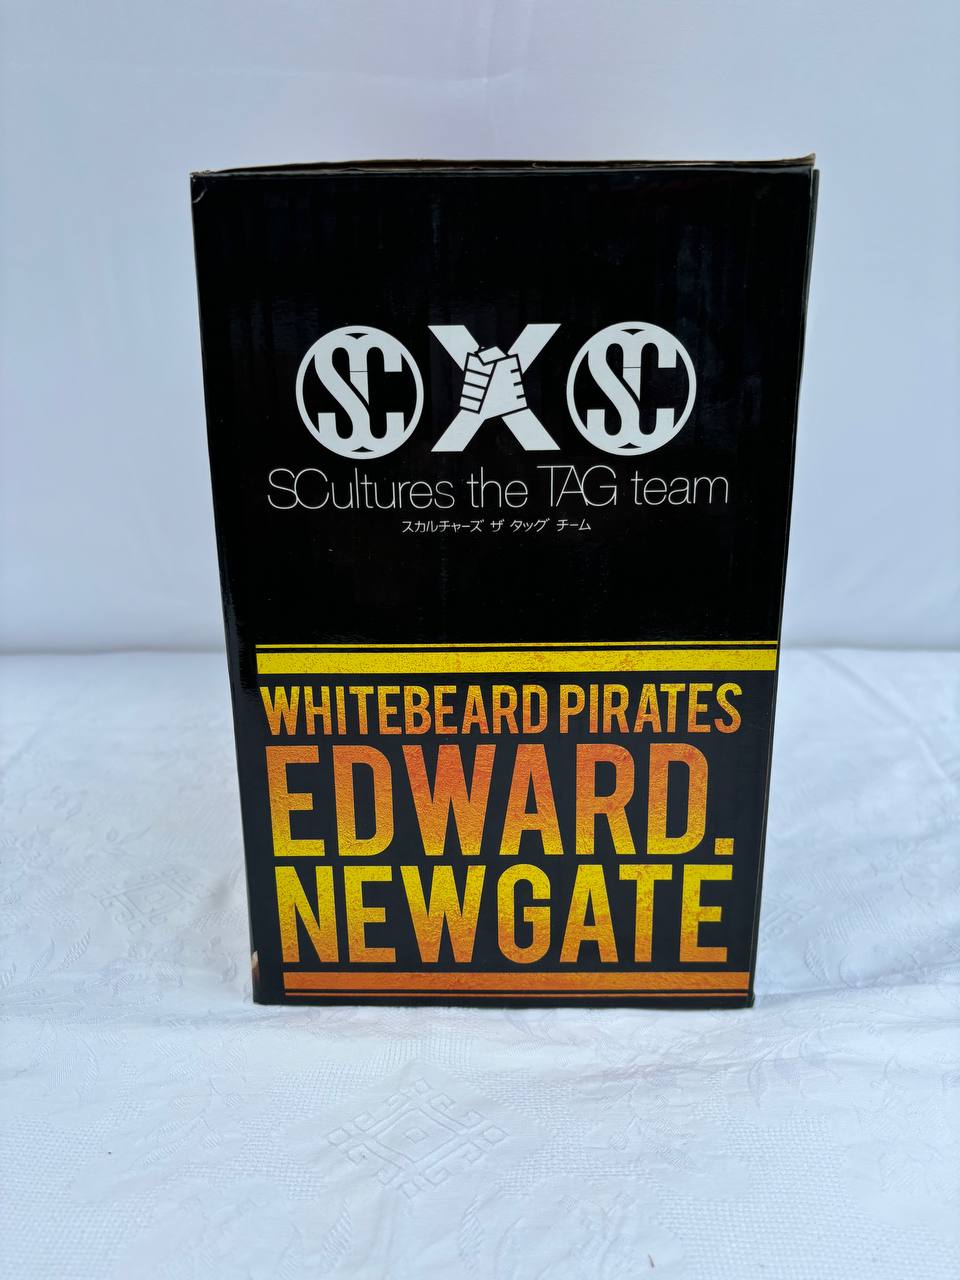 SC X SC
SCultures the TAG team
スカルチャーズ ザ タッグ チーム
WHITEBEARD PIRATES
EDWARD.
NEWGATE